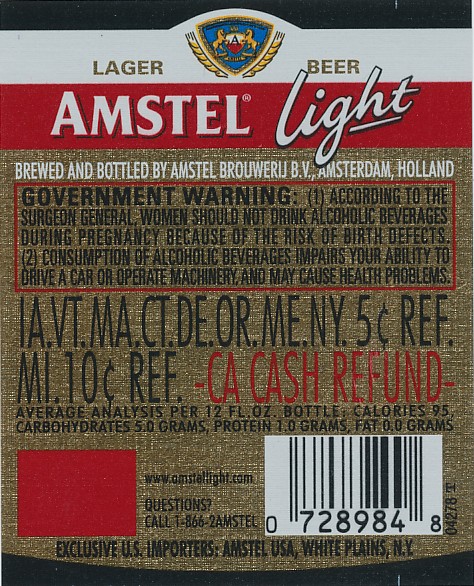 LAGER BEER
AMSTEL® Light
BREWED AND BOTTLED BY AMSTEL BROUWERIJ B.V., AMSTERDAM, HOLLAND
GOVERNMENT WARNING: (1) ACCORDING TO THE
SURGEON GENERAL, WOMEN SHOULD NOT DRINK ALCOHOLIC BEVERAGES
DURING PREGNANCY BECAUSE OF THE RISK OF BIRTH DEFECTS.
(2) CONSUMPTION OF ALCOHOLIC BEVERAGES IMPAIRS YOUR ABILITY TO
DRIVE A CAR OR OPERATE MACHINERY, AND MAY CAUSE HEALTH PROBLEMS.
IA.VT.MA.CT.DE.OR.ME.NY. 5¢ REF.
MI.10¢ REF. -CA CASH REFUND-
AVERAGE ANALYSIS PER 12 FL.OZ. BOTTLE: CALORIES 95,
CARBOHYDRATES 5.0 GRAMS, PROTEIN 1.0 GRAMS, FAT 0.0 GRAMS
www.amstellight.com
QUESTIONS?
CALL 1-866-2AMSTEL
0 728984 8
04278 T
EXCLUSIVE U.S. IMPORTERS: AMSTEL USA, WHITE PLAINS, N.Y.